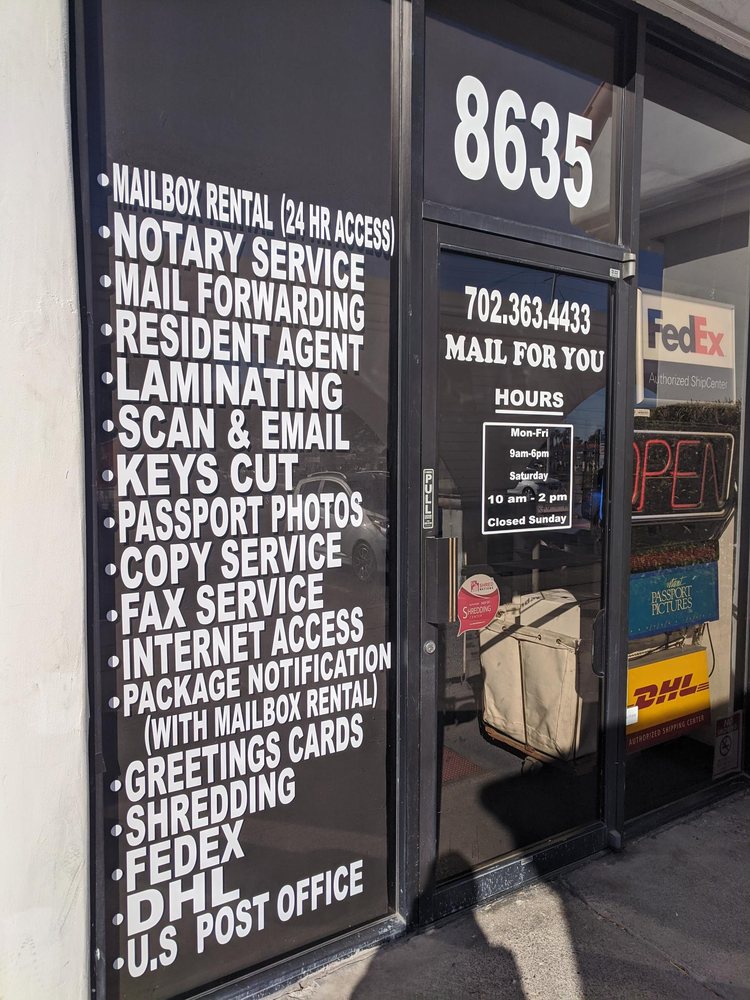 •MAILBOX RENTAL (24 HR ACCESS)
•NOTARY SERVICE
•MAIL FORWARDING
•RESIDENT AGENT
•LAMINATING
•SCAN & EMAIL
•KEYS CUT
•PASSPORT PHOTOS
•COPY SERVICE
•FAX SERVICE
•INTERNET ACCESS
•PACKAGE NOTIFICATION
(WITH MAILBOX RENTAL)
•GREETINGS CARDS
•SHREDDING
•FEDEX
•DHL
•U.S POST OFFICE
8635
702.363.4433
MAIL FOR YOU
HOURS
Mon-Fri
9am-6pm
Saturday
10 am - 2 pm
Closed Sunday
PULL
SHRED
SHREDDING
FedEx
Authorized ShipCenter
OPEN
Instant
PASSPORT
PICTURES
DHL
AUTHORIZED SHIPPING CENTER
NO